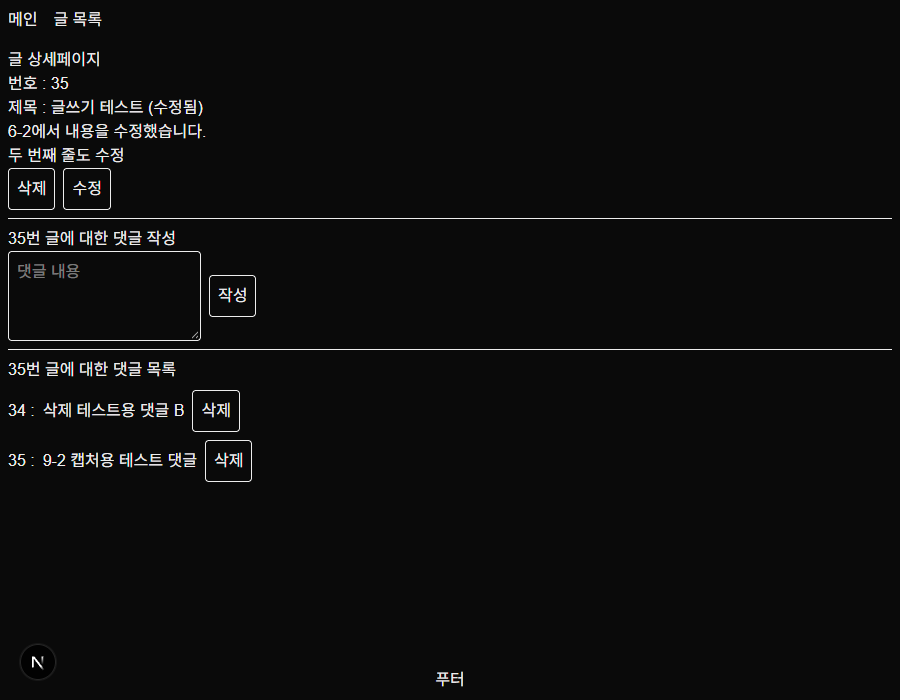 메인 글 목록
글 상세페이지
번호 : 35
제목 : 글쓰기 테스트 (수정됨)
6-2에서 내용을 수정했습니다.
두 번째 줄도 수정
삭제 수정
35번 글에 대한 댓글 작성
댓글 내용
작성
35번 글에 대한 댓글 목록
34 : 삭제 테스트용 댓글 B 삭제
35 : 9-2 캡처용 테스트 댓글 삭제
N
푸터